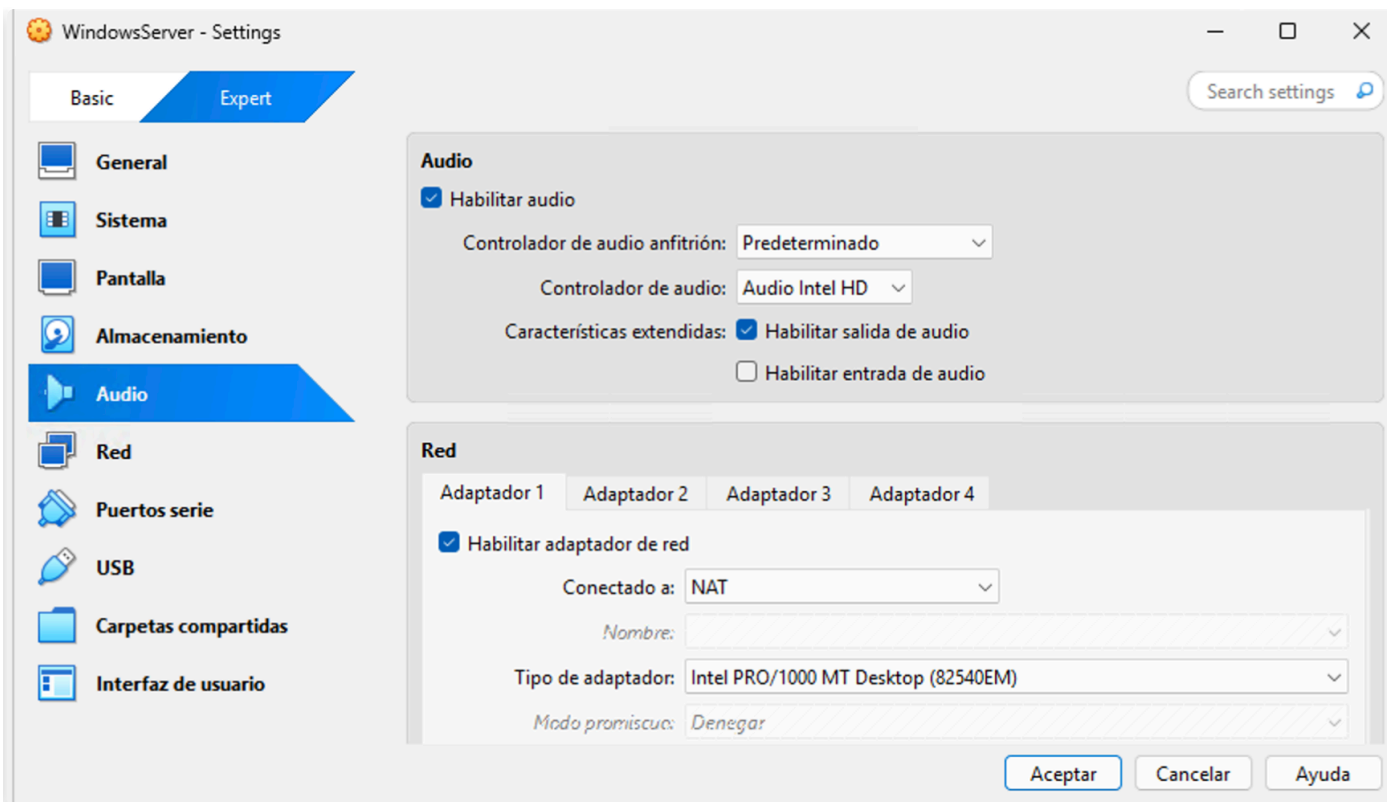 WindowsServer - Settings
Basic
Expert
Search settings
General
Sistema
Pantalla
Almacenamiento
Audio
Red
Puertos serie
USB
Carpetas compartidas
Interfaz de usuario
Audio
Habilitar audio
Controlador de audio anfitrión: Predeterminado
Controlador de audio: Audio Intel HD
Características extendidas: Habilitar salida de audio
Habilitar entrada de audio
Red
Adaptador 1 Adaptador 2 Adaptador 3 Adaptador 4
Habilitar adaptador de red
Conectado a: NAT
Nombre:
Tipo de adaptador: Intel PRO/1000 MT Desktop (82540EM)
Modo promiscuo: Denegar
Aceptar Cancelar Ayuda